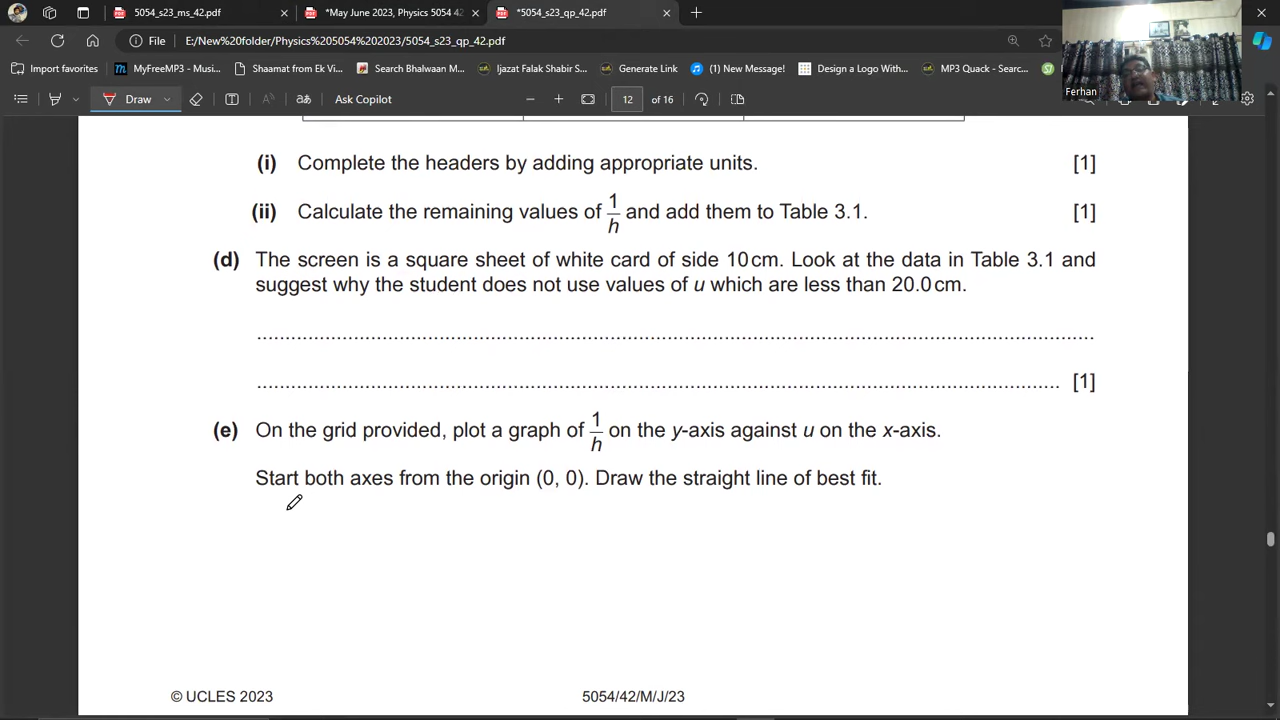 5054_s23_ms_42.pdf
*May June 2023, Physics 5054 42
*5054_s23_qp_42.pdf
File
E:/New%20folder/Physics%205054%202023/5054_s23_qp_42.pdf
Import favorites
MyFreeMP3 - Musi...
Shaamat from Ek Vi...
Search Bhalwaan M...
Ijazat Falak Shabir S...
Generate Link
(1) New Message!
Design a Logo With...
MP3 Quack - Searc...
Draw
aあ
Ask Copilot
12 of 16
Ferhan
(i) Complete the headers by adding appropriate units. [1]
(ii) Calculate the remaining values of 1/h and add them to Table 3.1. [1]
(d) The screen is a square sheet of white card of side 10 cm. Look at the data in Table 3.1 and
suggest why the student does not use values of u which are less than 20.0 cm.
..........................................................................................................................................
.................................................................................................................................. [1]
(e) On the grid provided, plot a graph of 1/h on the y-axis against u on the x-axis.
Start both axes from the origin (0, 0). Draw the straight line of best fit.
© UCLES 2023
5054/42/M/J/23